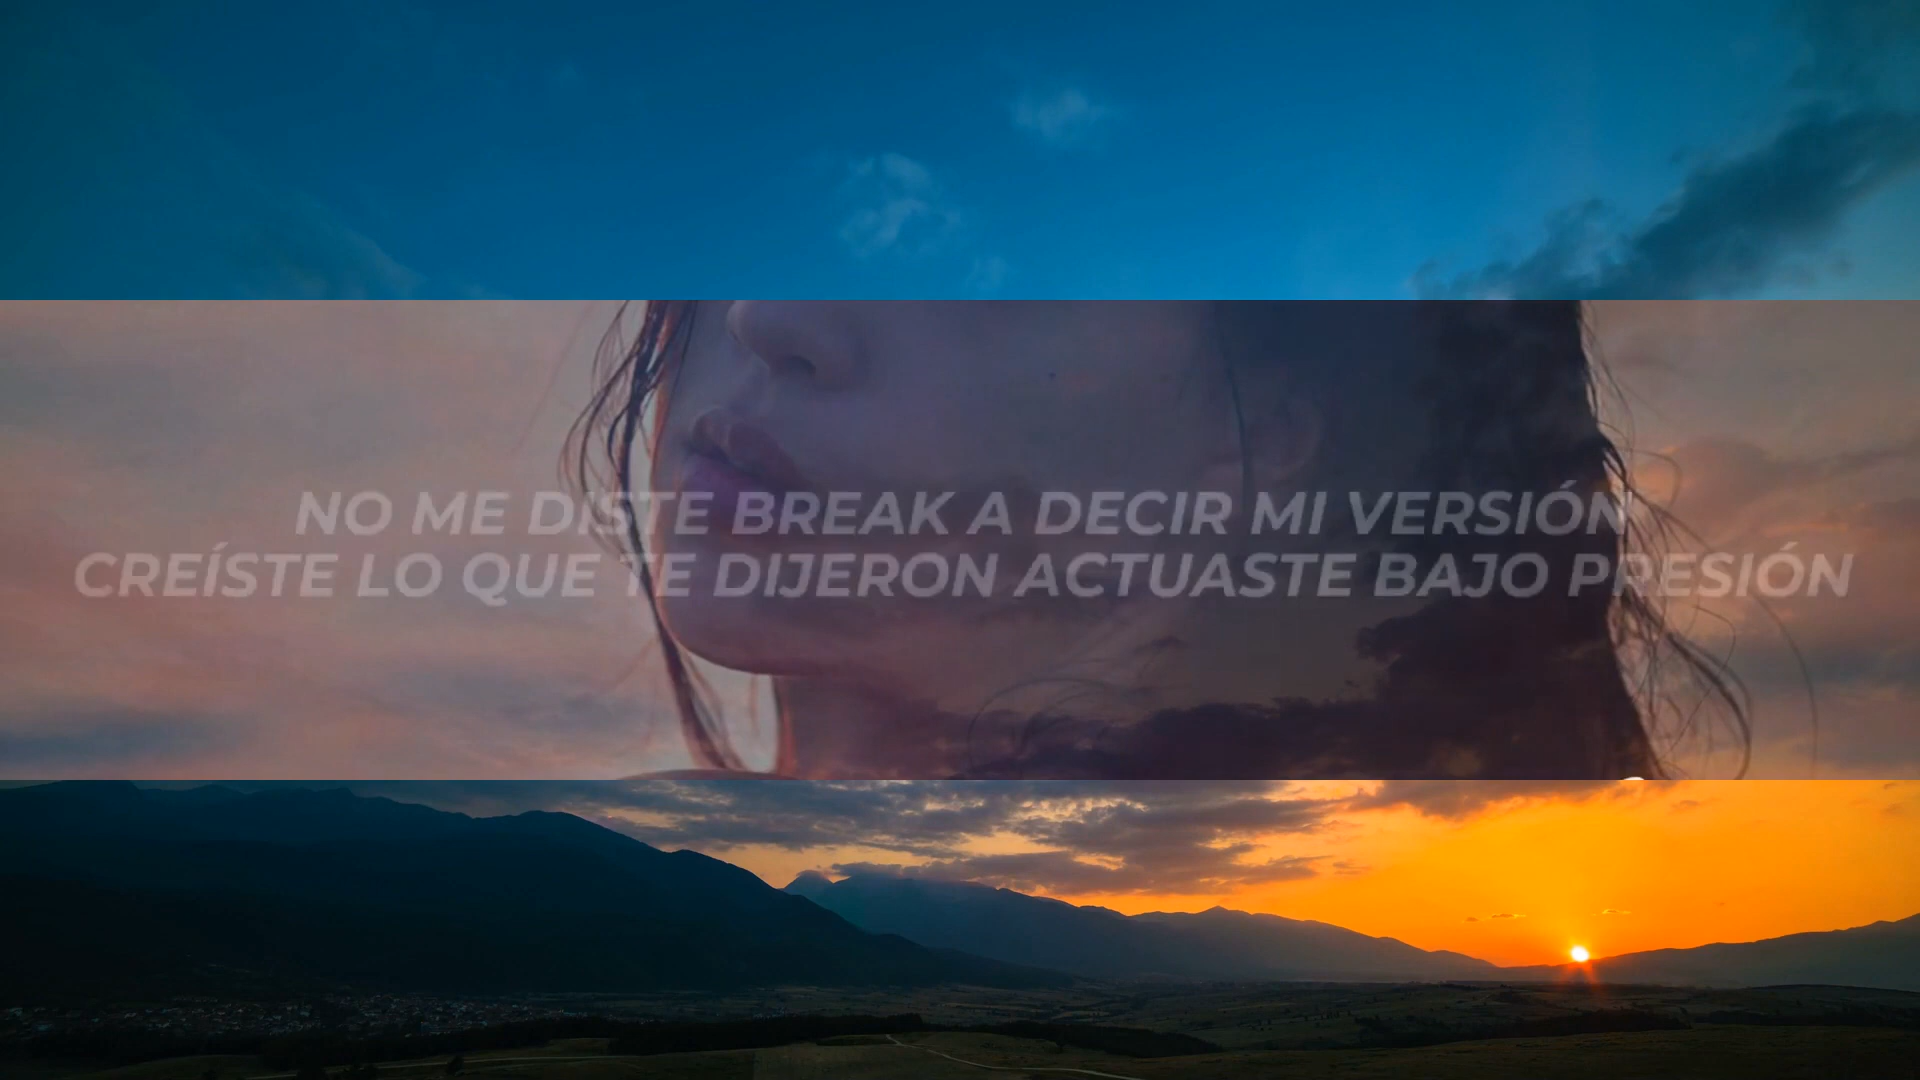 NO ME DISTE BREAK A DECIR MI VERSIÓN
CREÍSTE LO QUE TE DIJERON ACTUASTE BAJO PRESIÓN